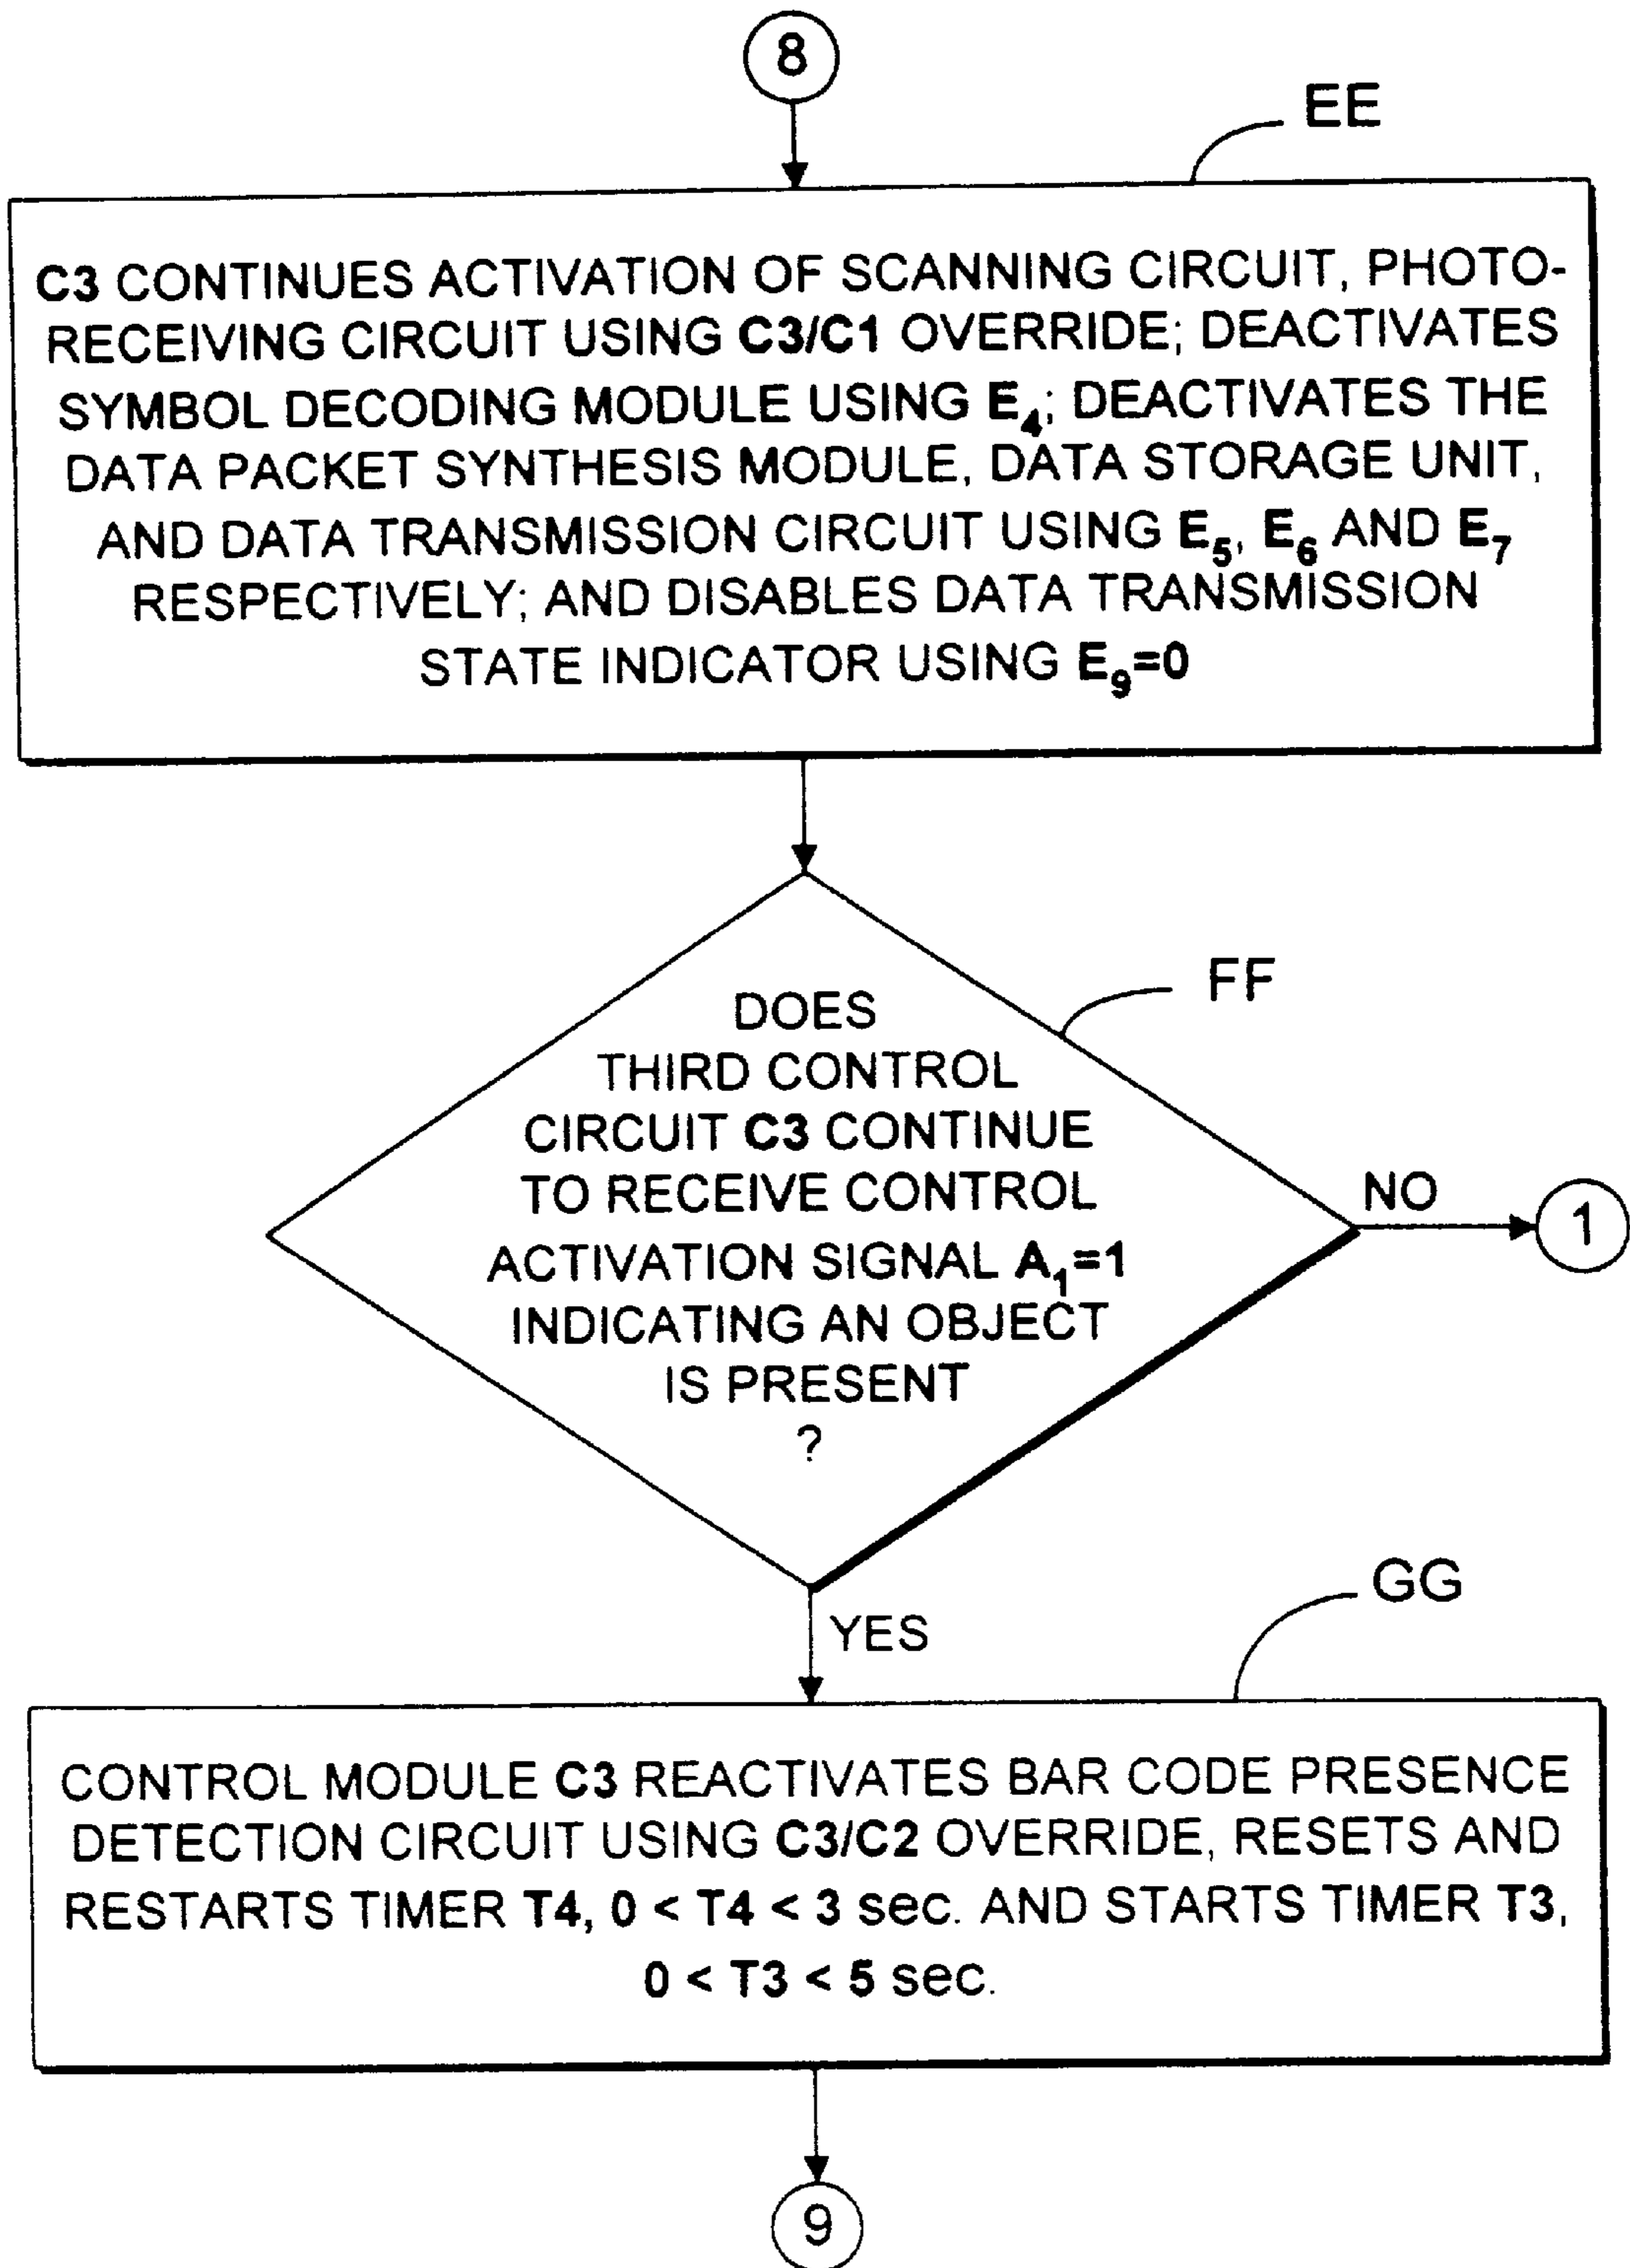 8
EE
C3 CONTINUES ACTIVATION OF SCANNING CIRCUIT, PHOTO-
RECEIVING CIRCUIT USING C3/C1 OVERRIDE; DEACTIVATES
SYMBOL DECODING MODULE USING E₄; DEACTIVATES THE
DATA PACKET SYNTHESIS MODULE, DATA STORAGE UNIT,
AND DATA TRANSMISSION CIRCUIT USING E₅, E₆ AND E₇
RESPECTIVELY; AND DISABLES DATA TRANSMISSION
STATE INDICATOR USING E₉=0
FF
DOES
THIRD CONTROL
CIRCUIT C3 CONTINUE
TO RECEIVE CONTROL
ACTIVATION SIGNAL A₁=1
INDICATING AN OBJECT
IS PRESENT
?
NO
1
YES
GG
CONTROL MODULE C3 REACTIVATES BAR CODE PRESENCE
DETECTION CIRCUIT USING C3/C2 OVERRIDE, RESETS AND
RESTARTS TIMER T4, 0 < T4 < 3 sec. AND STARTS TIMER T3,
0 < T3 < 5 sec.
9